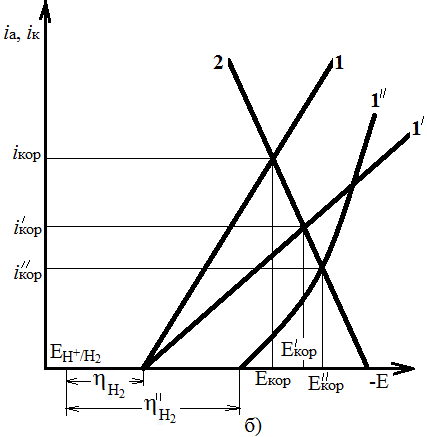 iа, iк
2 1
1//
1/
iкор
i/кор
i//кор
EH+/H2
E/кор
Eкор E//кор -E
ηH2
η"H2
б)